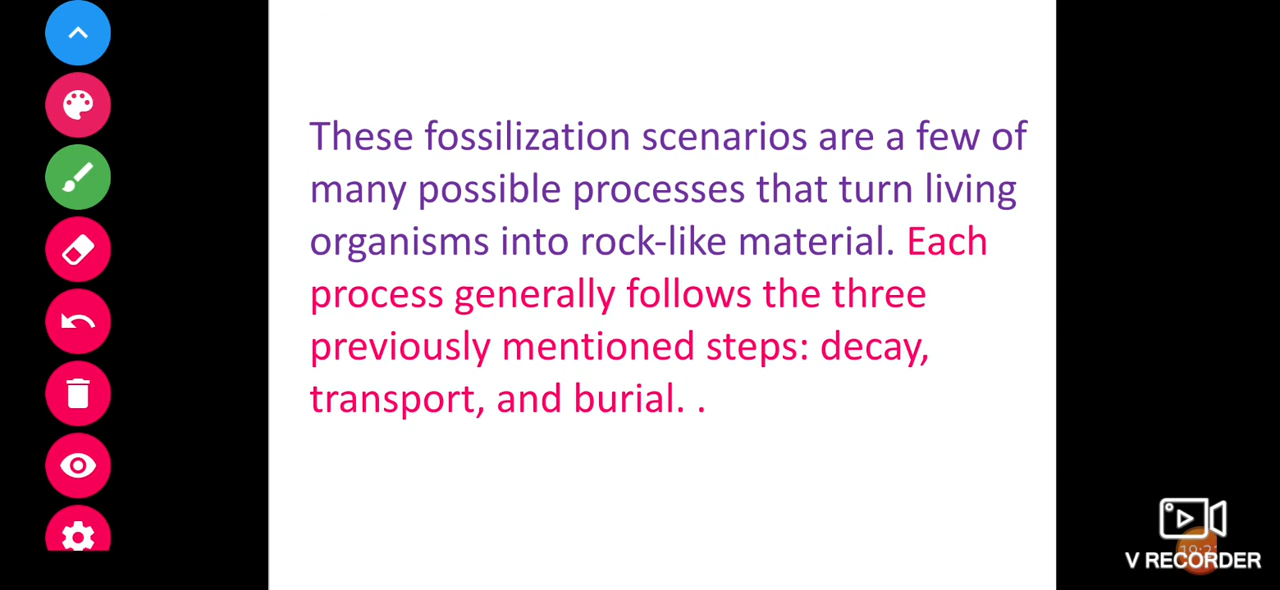 These fossilization scenarios are a few of
many possible processes that turn living
organisms into rock-like material. Each
process generally follows the three
previously mentioned steps: decay,
transport, and burial. .
V RECORDER